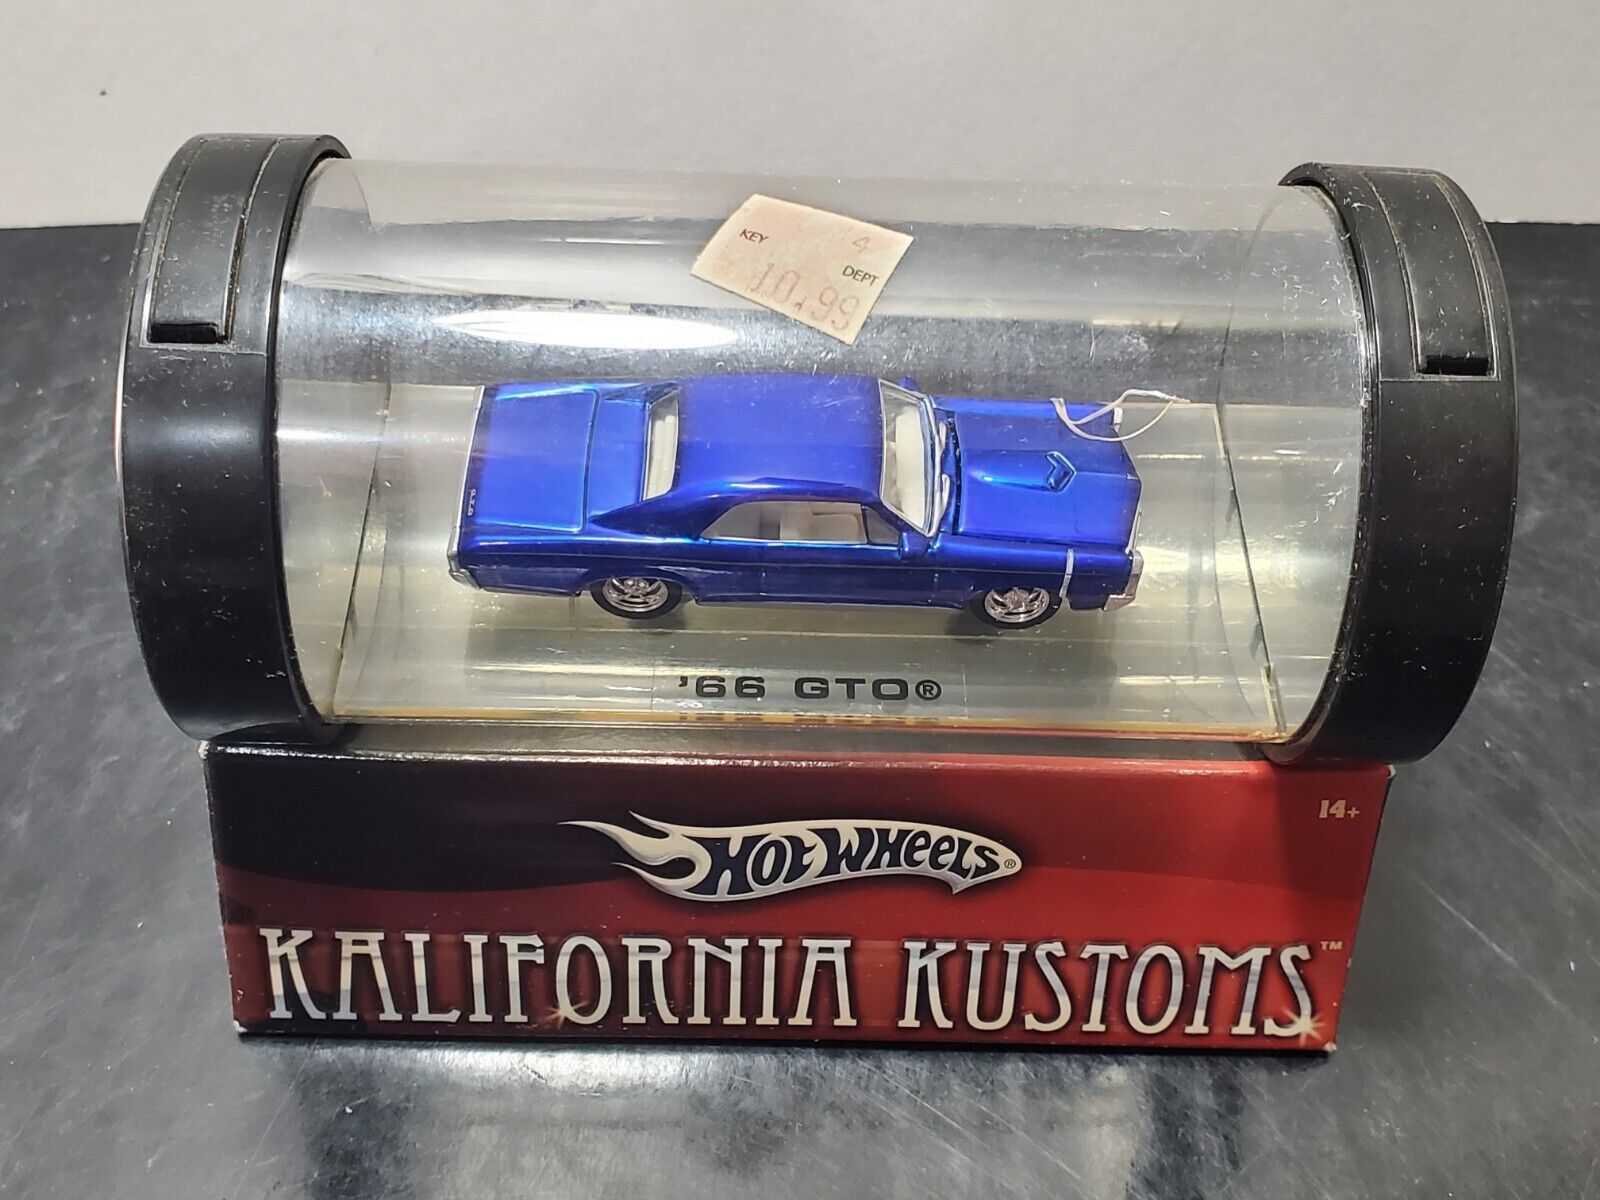 4
KEY
DEPT
10.99
'66 GTO®
14+
HOT WHEELS®
KALIFORNIA KUSTOMS™